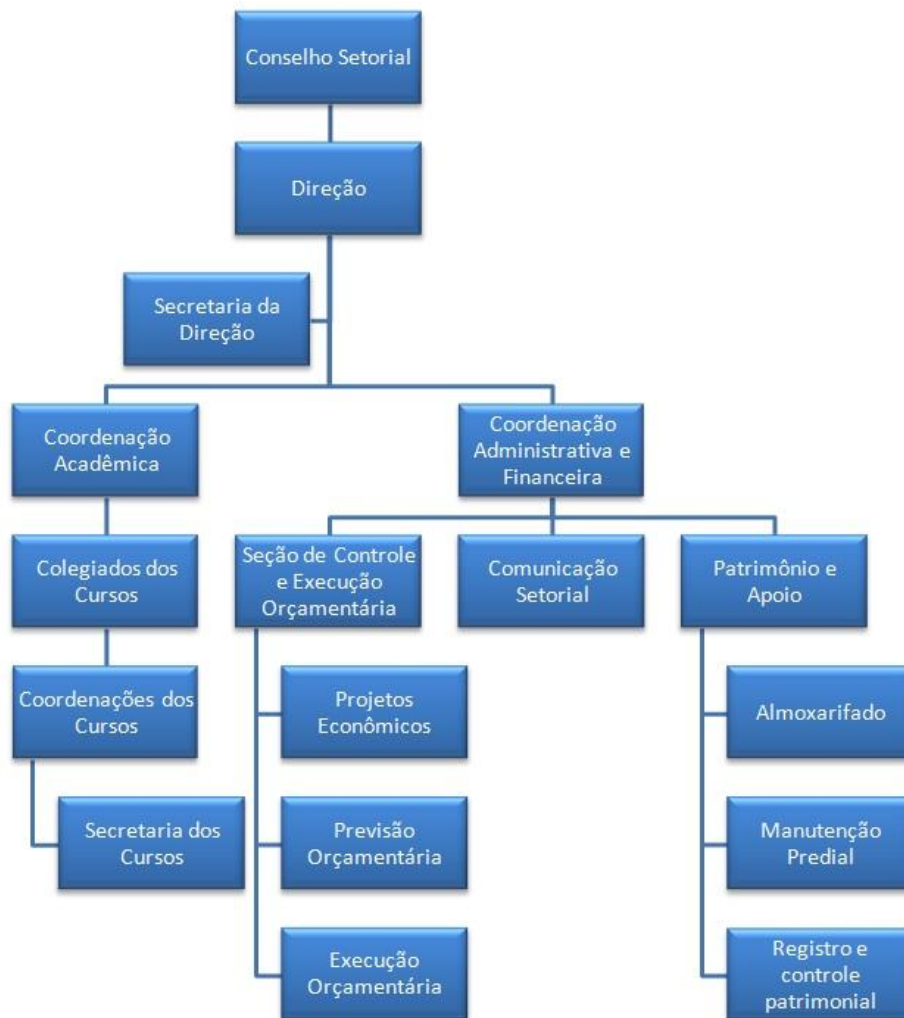 Conselho Setorial
Direção
Secretaria da
Direção
Coordenação
Acadêmica
Coordenação
Administrativa e
Financeira
Colegiados dos
Cursos
Seção de Controle
e Execução
Orçamentária
Comunicação
Setorial
Patrimônio e
Apoio
Coordenações dos
Cursos
Projetos
Econômicos
Almoxarifado
Secretaria dos
Cursos
Previsão
Orçamentária
Manutenção
Predial
Execução
Orçamentária
Registro e
controle
patrimonial